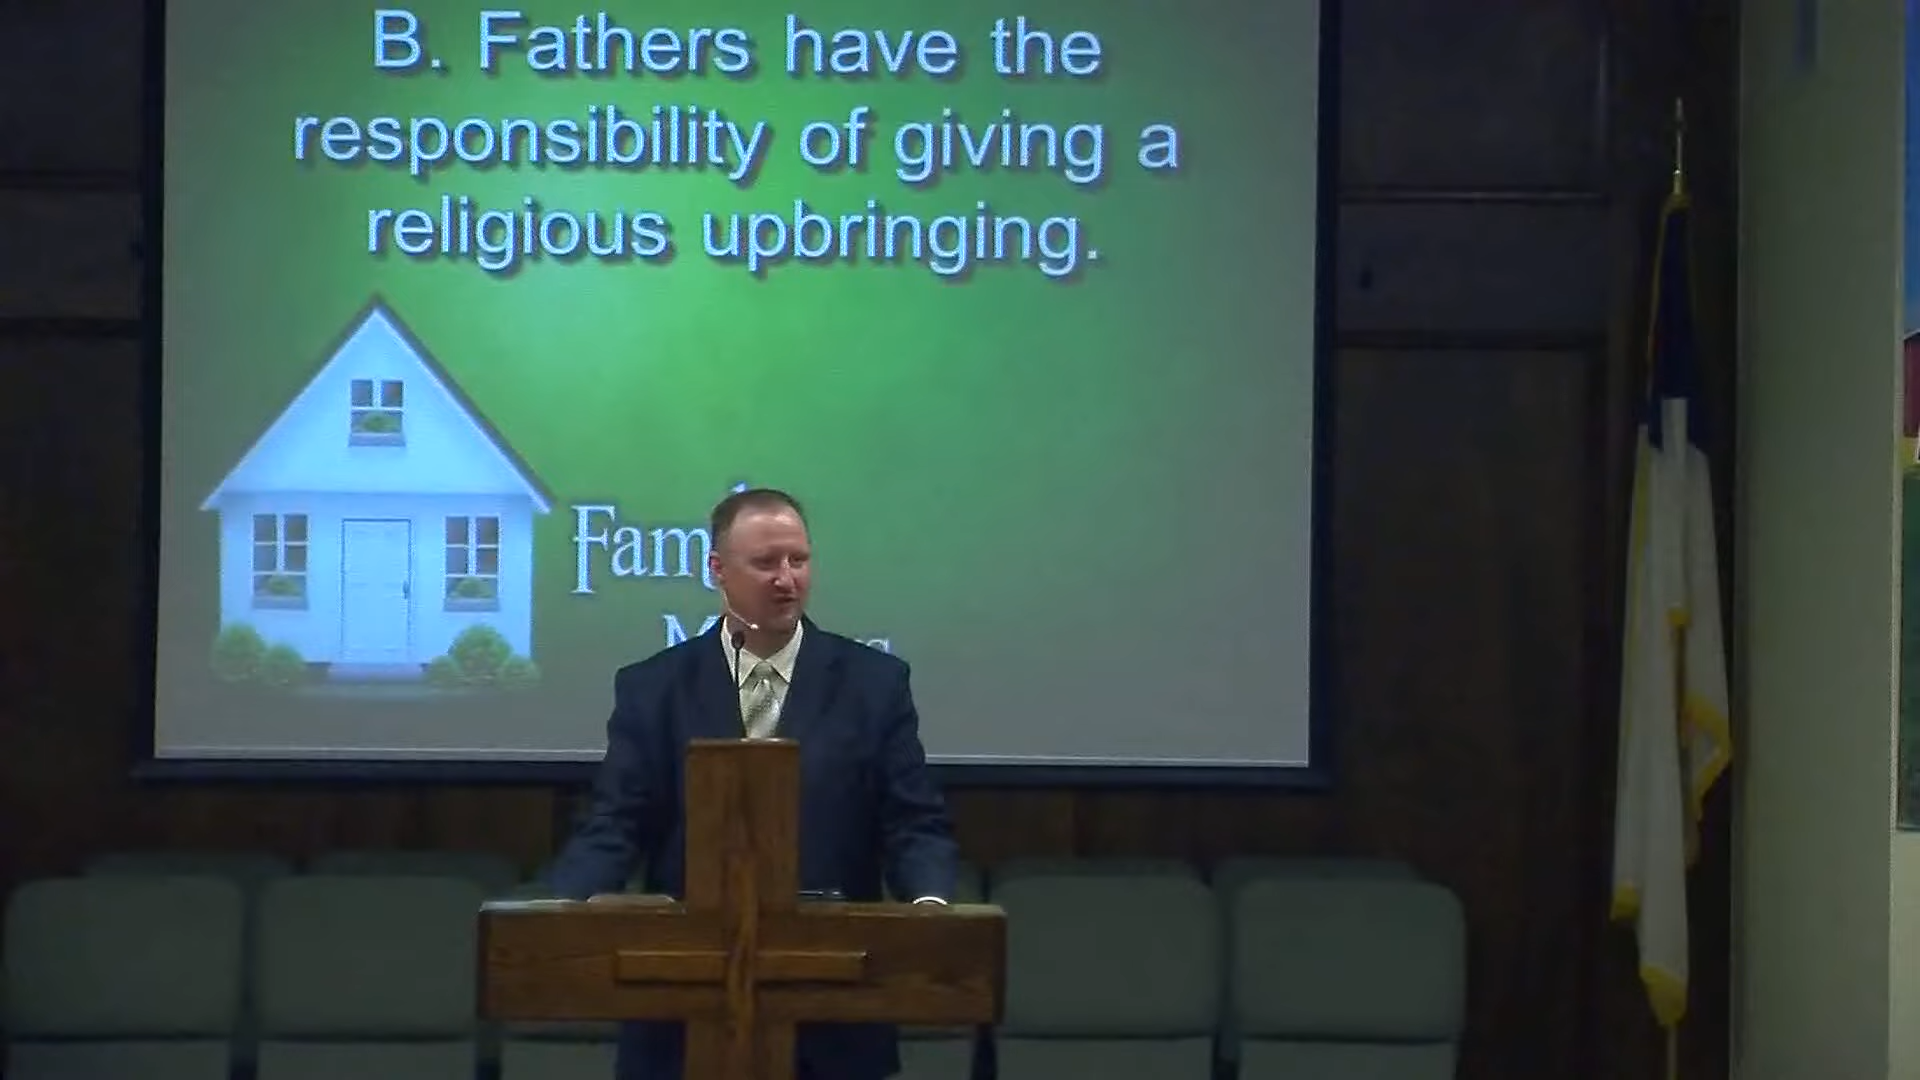 B. Fathers have the
responsibility of giving a
religious upbringing.